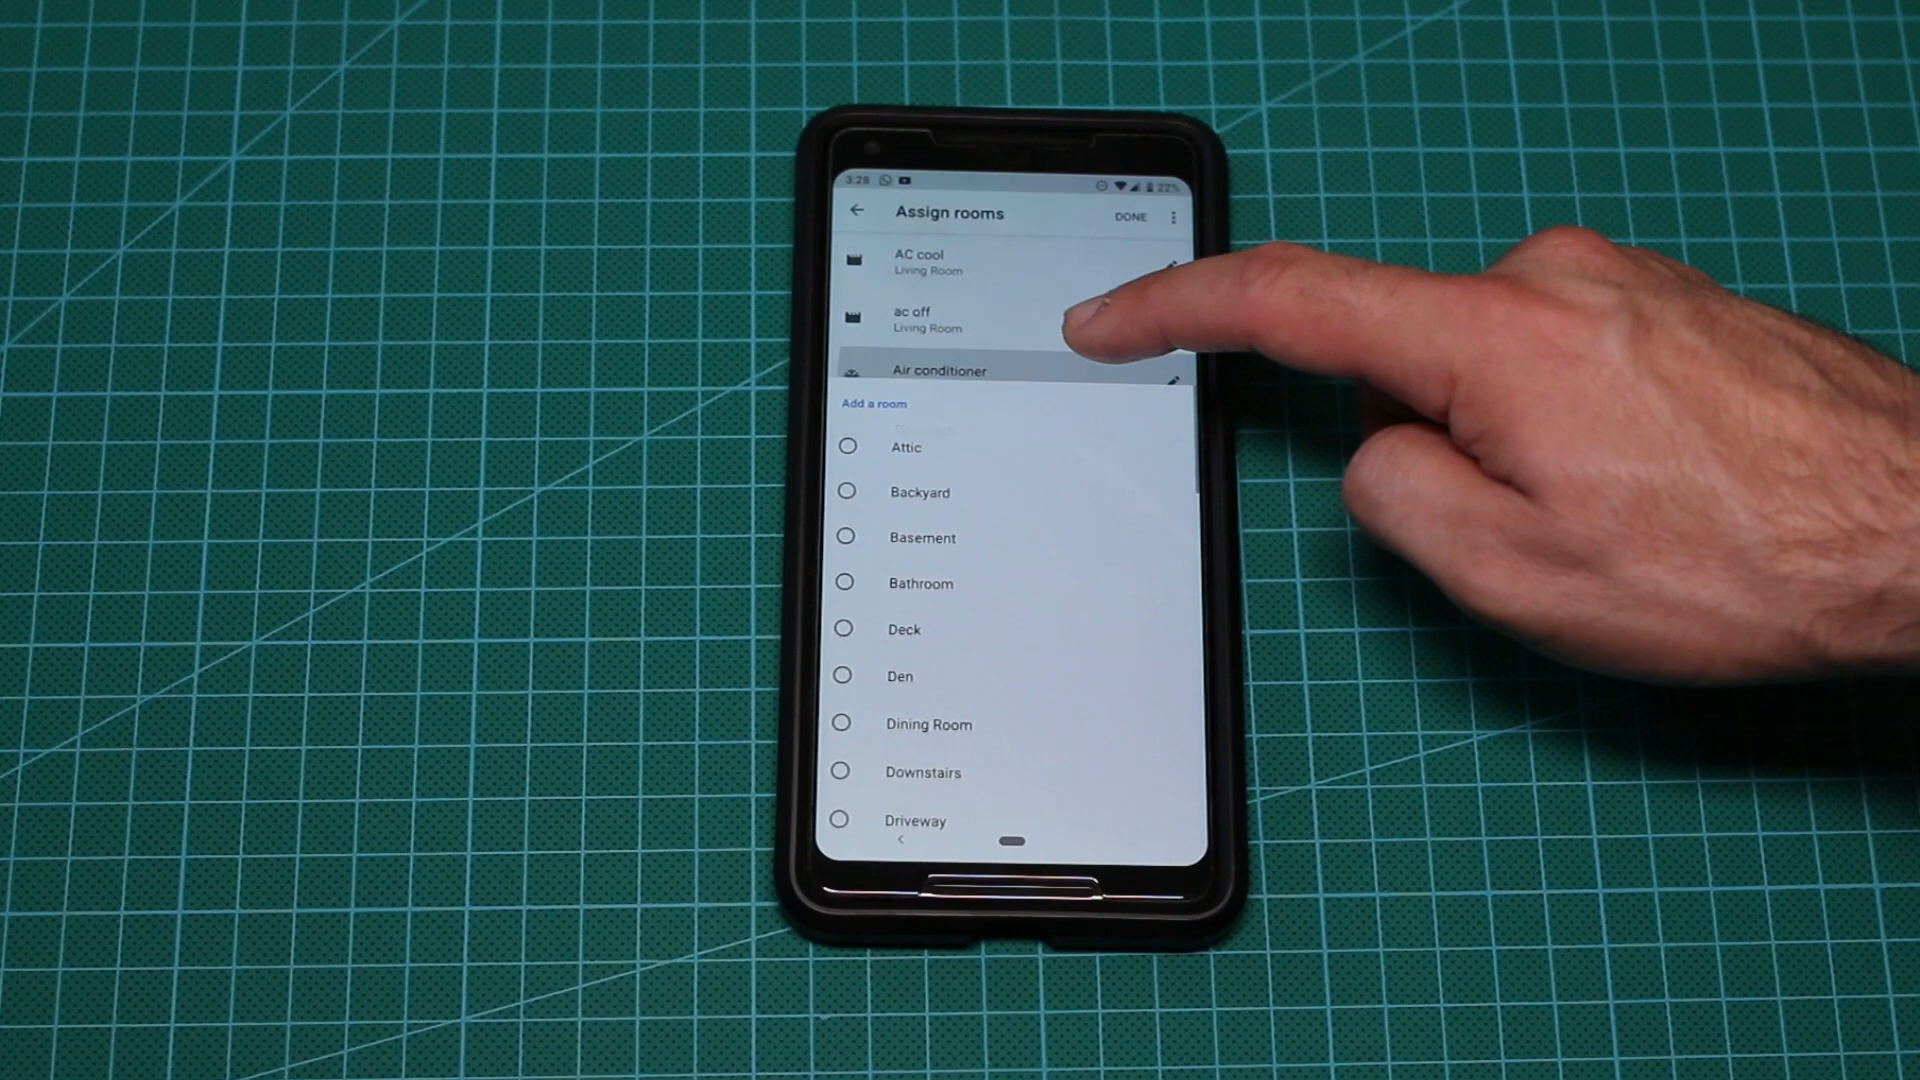 3:28 22%
Assign rooms DONE
AC cool
Living Room
ac off
Living Room
Air conditioner
Add a room
Attic
Backyard
Basement
Bathroom
Deck
Den
Dining Room
Downstairs
Driveway